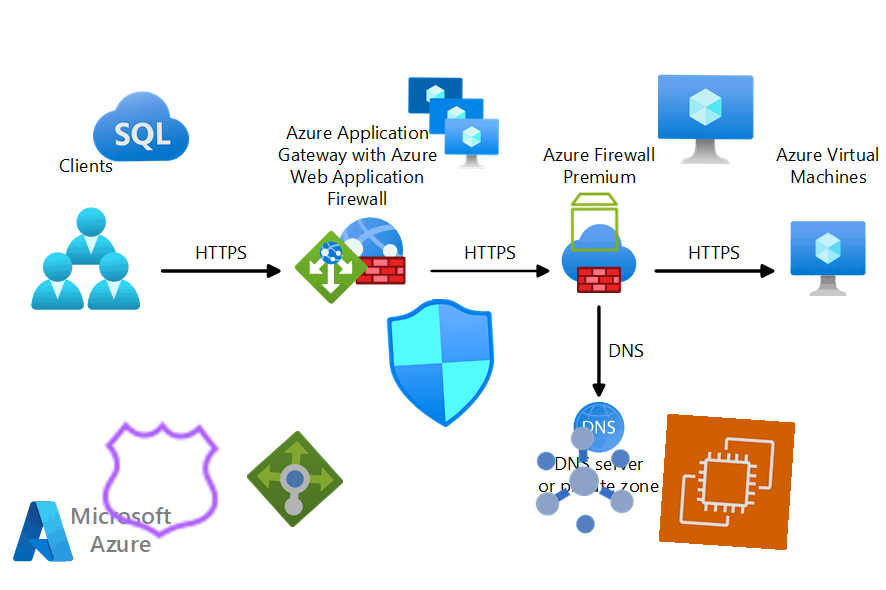 SQL
Clients
Azure Application
Gateway with Azure
Web Application
Firewall
Azure Firewall
Premium
Azure Virtual
Machines
HTTPS
HTTPS
HTTPS
DNS
DNS
DNS server
or private zone
Microsoft
Azure